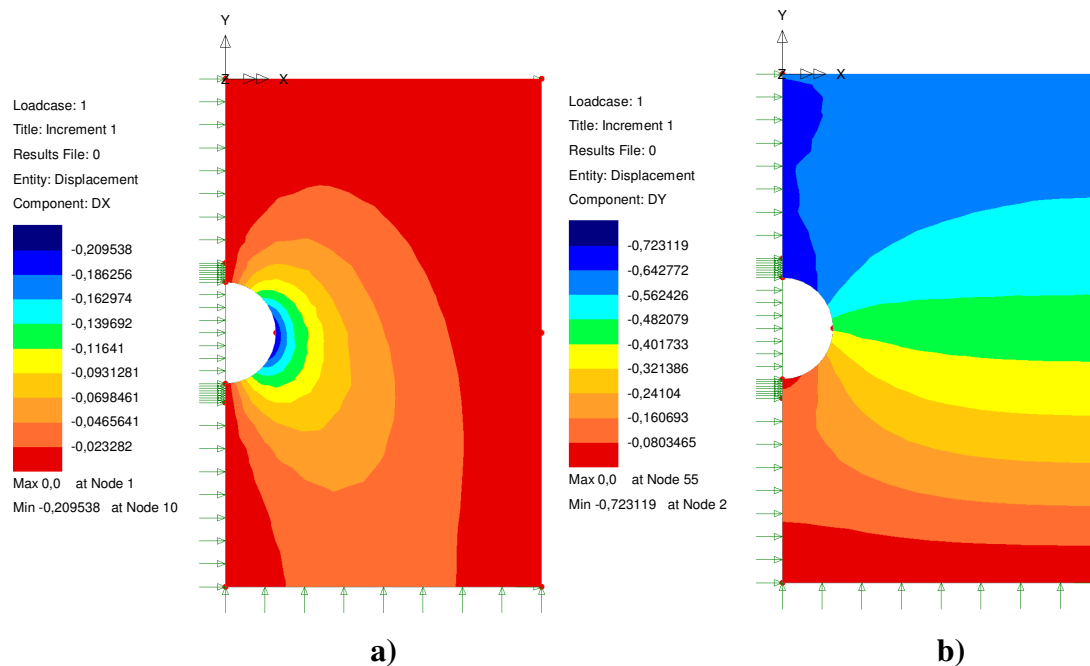 Y
Z X
Loadcase: 1
Title: Increment 1
Results File: 0
Entity: Displacement
Component: DX
-0,209538
-0,186256
-0,162974
-0,139692
-0,11641
-0,0931281
-0,0698461
-0,0465641
-0,023282
Max 0,0 at Node 1
Min -0,209538 at Node 10
a)
Y
Z X
Loadcase: 1
Title: Increment 1
Results File: 0
Entity: Displacement
Component: DY
-0,723119
-0,642772
-0,562426
-0,482079
-0,401733
-0,321386
-0,24104
-0,160693
-0,0803465
Max 0,0 at Node 55
Min -0,723119 at Node 2
b)